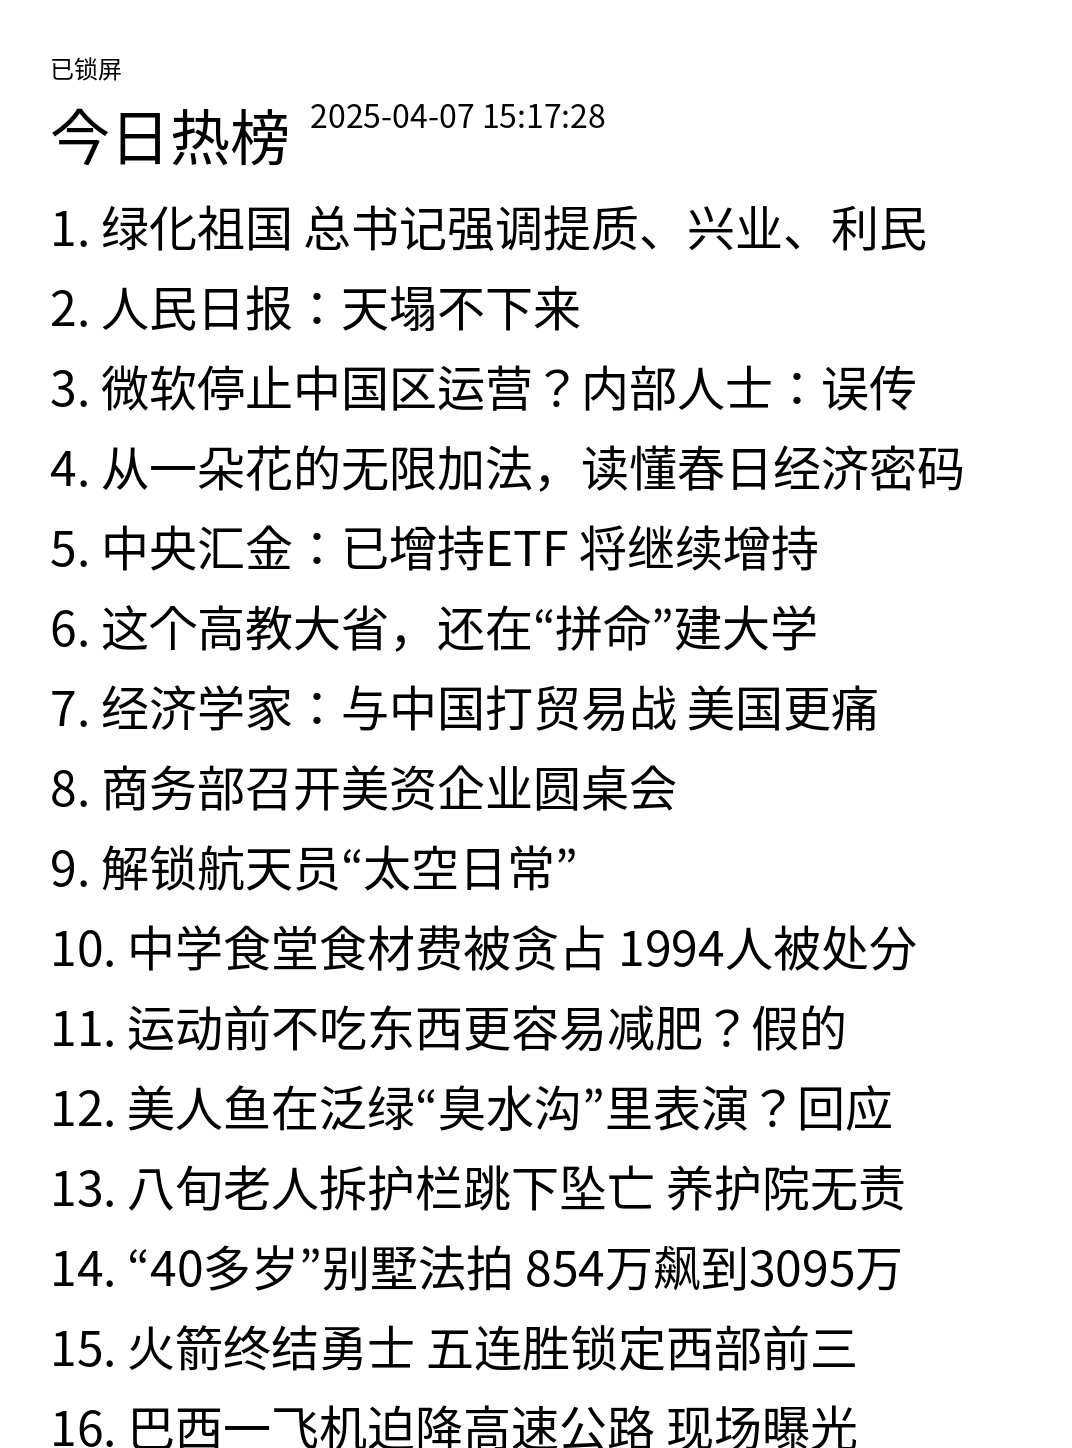 已锁屏
今日热榜 2025-04-07 15:17:28
1. 绿化祖国 总书记强调提质、兴业、利民
2. 人民日报：天塌不下来
3. 微软停止中国区运营？内部人士：误传
4. 从一朵花的无限加法，读懂春日经济密码
5. 中央汇金：已增持ETF 将继续增持
6. 这个高教大省，还在“拼命”建大学
7. 经济学家：与中国打贸易战 美国更痛
8. 商务部召开美资企业圆桌会
9. 解锁航天员“太空日常”
10. 中学食堂食材费被贪占 1994人被处分
11. 运动前不吃东西更容易减肥？假的
12. 美人鱼在泛绿“臭水沟”里表演？回应
13. 八旬老人拆护栏跳下坠亡 养护院无责
14. “40多岁”别墅法拍 854万飙到3095万
15. 火箭终结勇士 五连胜锁定西部前三
16. 巴西一飞机迫降高速公路 现场曝光